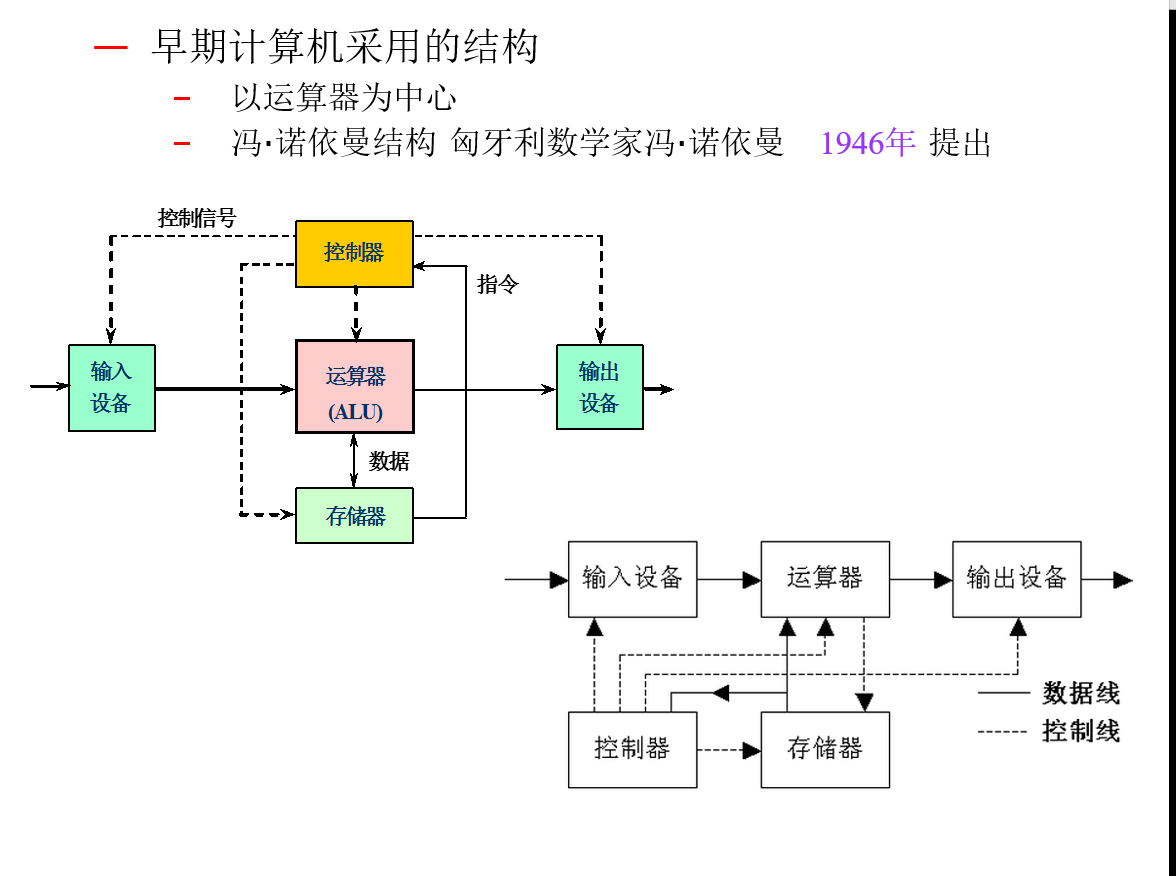 早期计算机采用的结构
以运算器为中心
冯·诺依曼结构 匈牙利数学家冯·诺依曼 1946年 提出
控制信号
控制器
指令
输入
设备
运算器
(ALU)
输出
设备
数据
存储器
输入设备
运算器
输出设备
数据线
控制线
控制器
存储器